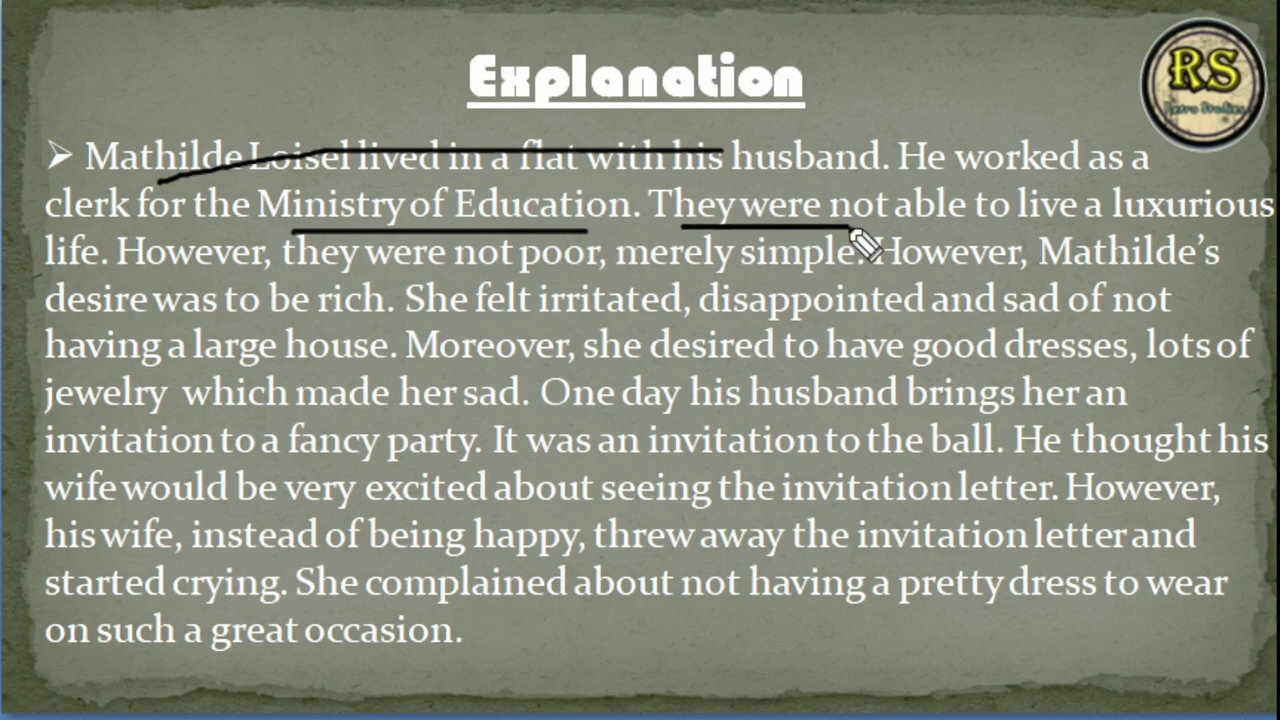 Explanation
RS
Retro Studies
➢ Mathilde Loisel lived in a flat with his husband. He worked as a
clerk for the Ministry of Education. They were not able to live a luxurious
life. However, they were not poor, merely simple. However, Mathilde’s
desire was to be rich. She felt irritated, disappointed and sad of not
having a large house. Moreover, she desired to have good dresses, lots of
jewelry which made her sad. One day his husband brings her an
invitation to a fancy party. It was an invitation to the ball. He thought his
wife would be very excited about seeing the invitation letter. However,
his wife, instead of being happy, threw away the invitation letter and
started crying. She complained about not having a pretty dress to wear
on such a great occasion.